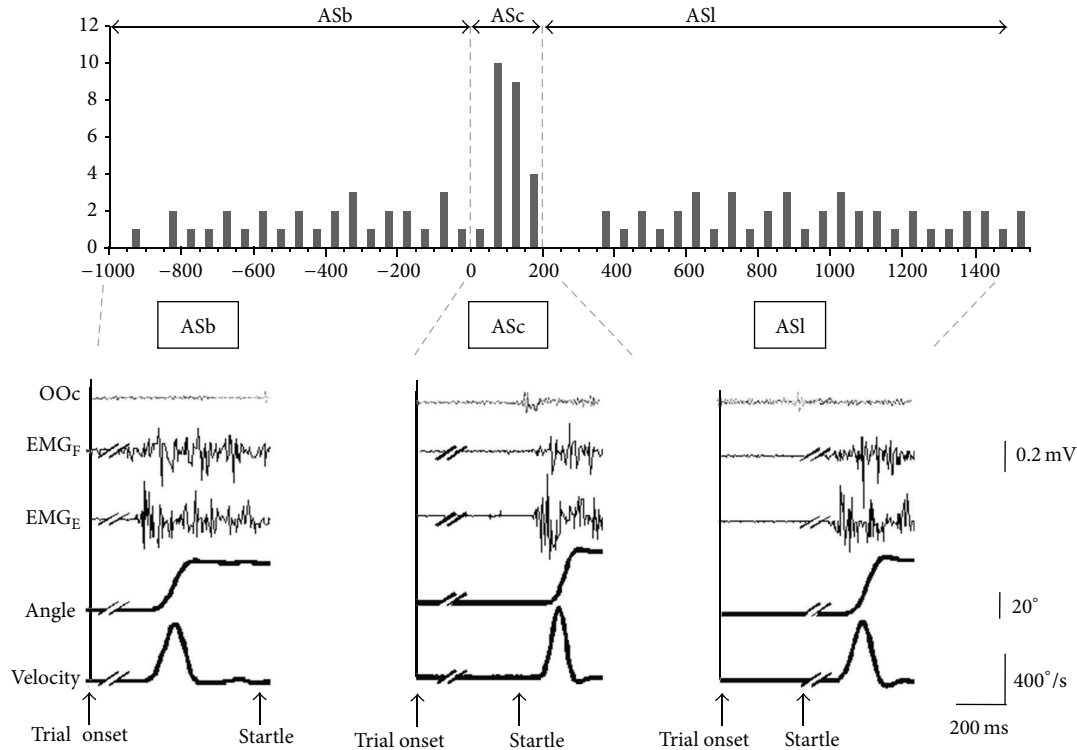 ASb ASc ASl
12
10
8
6
4
2
0
−1000 −800 −600 −400 −200 0 200 400 600 800 1000 1200 1400
ASb ASc ASl
OOc
EMG_F 0.2 mV
EMG_E
Angle 20°
Velocity 400°/s
200 ms
Trial onset Startle Trial onset Startle Trial onset Startle